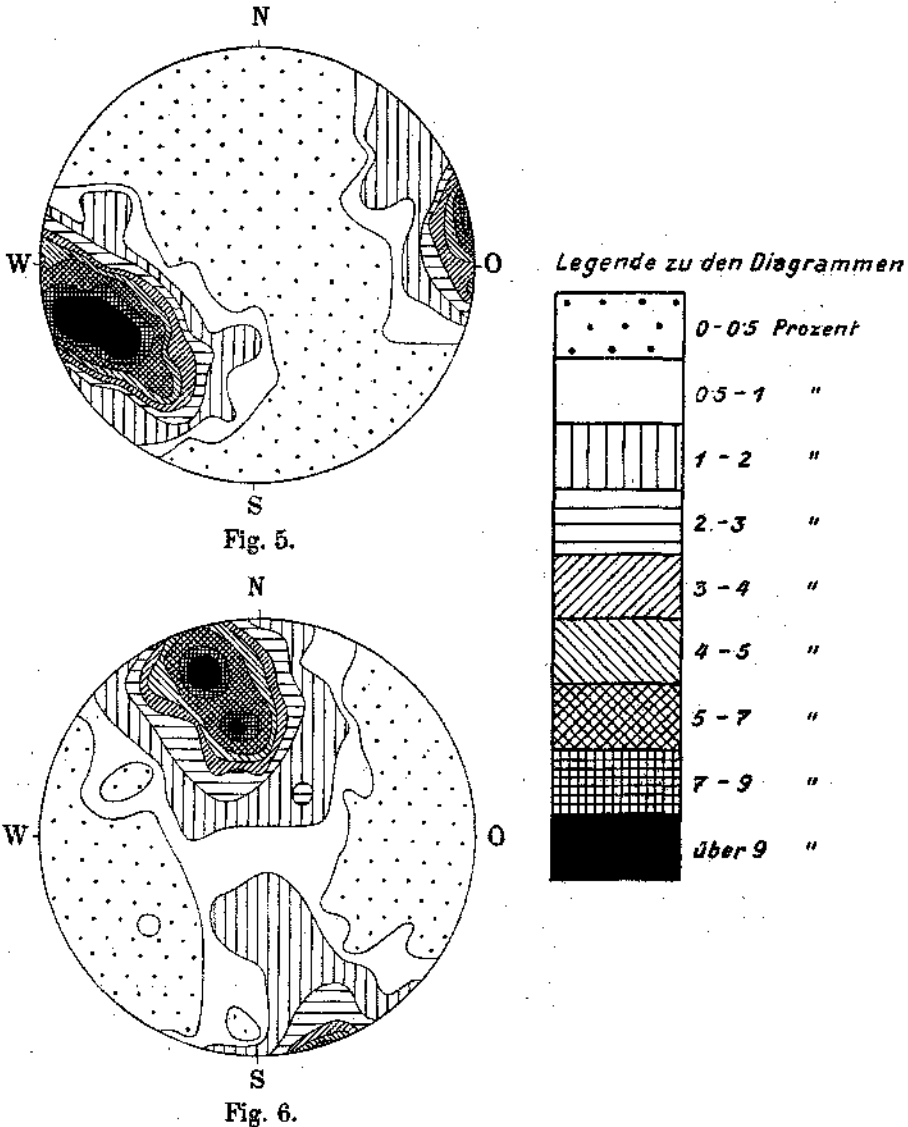 N
W
O
S
Fig. 5.
N
W
O
S
Fig. 6.
Legende zu den Diagrammen
0-0·5 Prozent
0·5-1 "
1-2 "
2-3 "
3-4 "
4-5 "
5-7 "
7-9 "
über 9 "